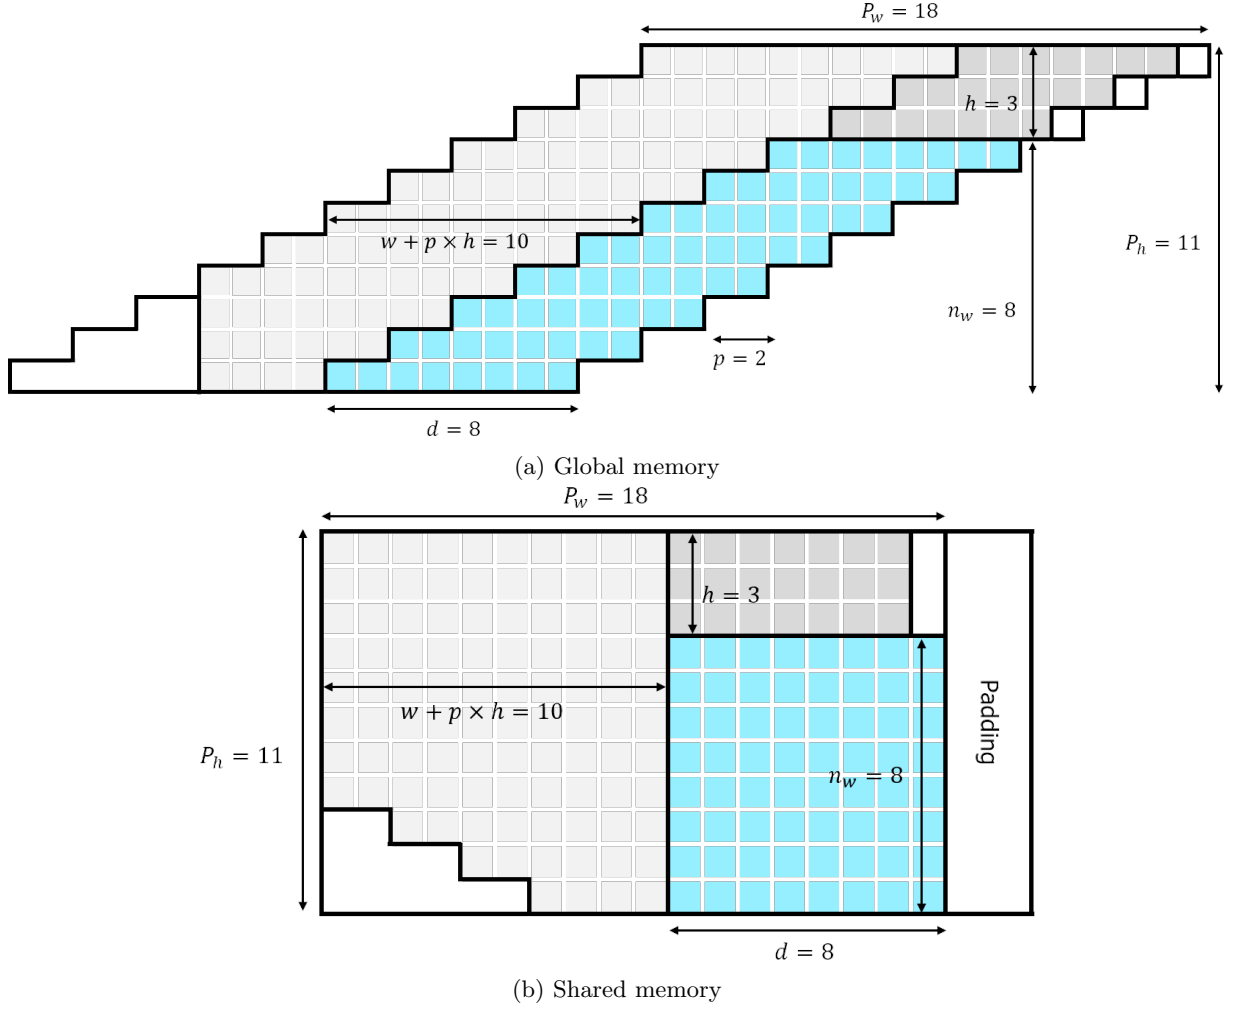 P_w = 18
h = 3
w + p × h = 10
P_h = 11
n_w = 8
p = 2
d = 8
(a) Global memory
P_w = 18
h = 3
w + p × h = 10
Padding
P_h = 11
n_w = 8
d = 8
(b) Shared memory